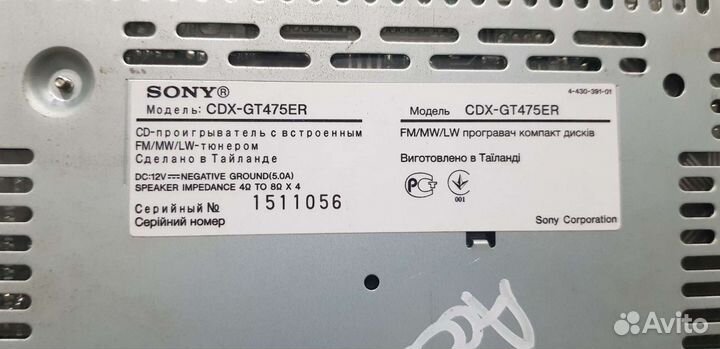 SONY®
4-430-391-01
Модель: CDX-GT475ER
CD-проигрыватель с встроенным
FM/MW/LW-тюнером
Сделано в Тайланде
DC:12V⎓NEGATIVE GROUND(5.0A)
SPEAKER IMPEDANCE 4Ω TO 8Ω X 4
Серийный № 1511056
Серійний номер
Модель CDX-GT475ER
FM/MW/LW програвач компакт дисків
Виготовлено в Таїланді
РСТ
001
Sony Corporation
Avito